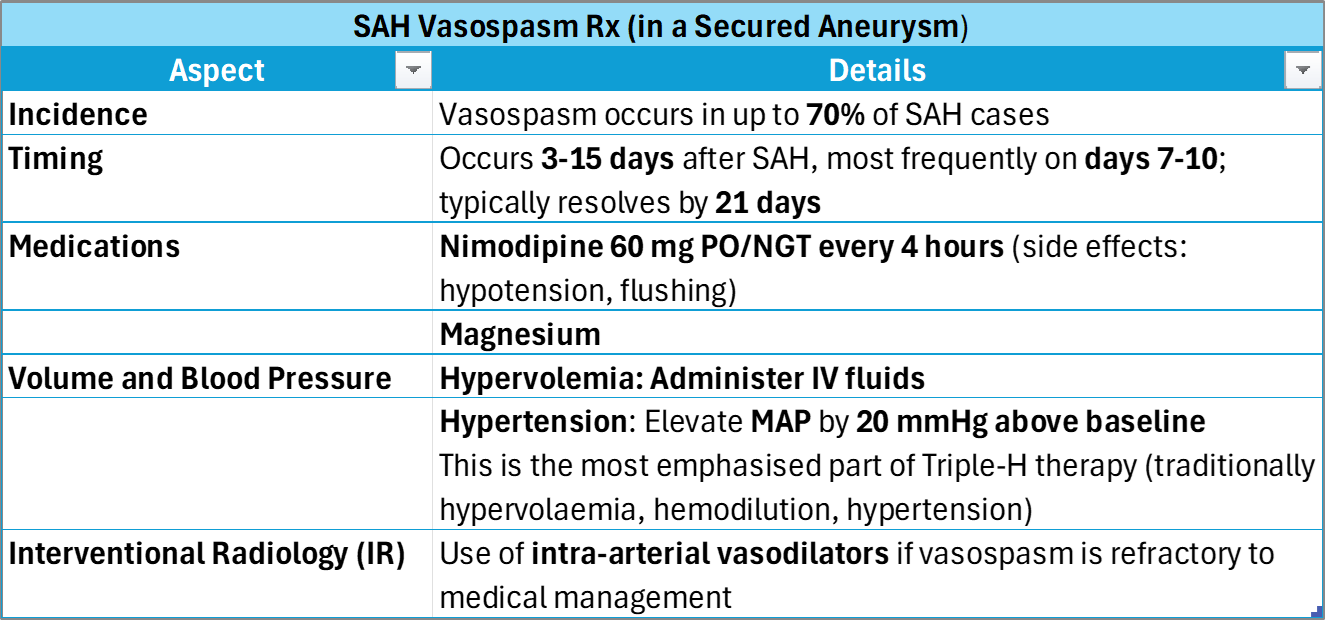 SAH Vasospasm Rx (in a Secured Aneurysm)
Aspect Details
Incidence Vasospasm occurs in up to 70% of SAH cases
Timing Occurs 3-15 days after SAH, most frequently on days 7-10;
typically resolves by 21 days
Medications Nimodipine 60 mg PO/NGT every 4 hours (side effects:
hypotension, flushing)
Magnesium
Volume and Blood Pressure Hypervolemia: Administer IV fluids
Hypertension: Elevate MAP by 20 mmHg above baseline
This is the most emphasised part of Triple-H therapy (traditionally
hypervolaemia, hemodilution, hypertension)
Interventional Radiology (IR) Use of intra-arterial vasodilators if vasospasm is refractory to
medical management